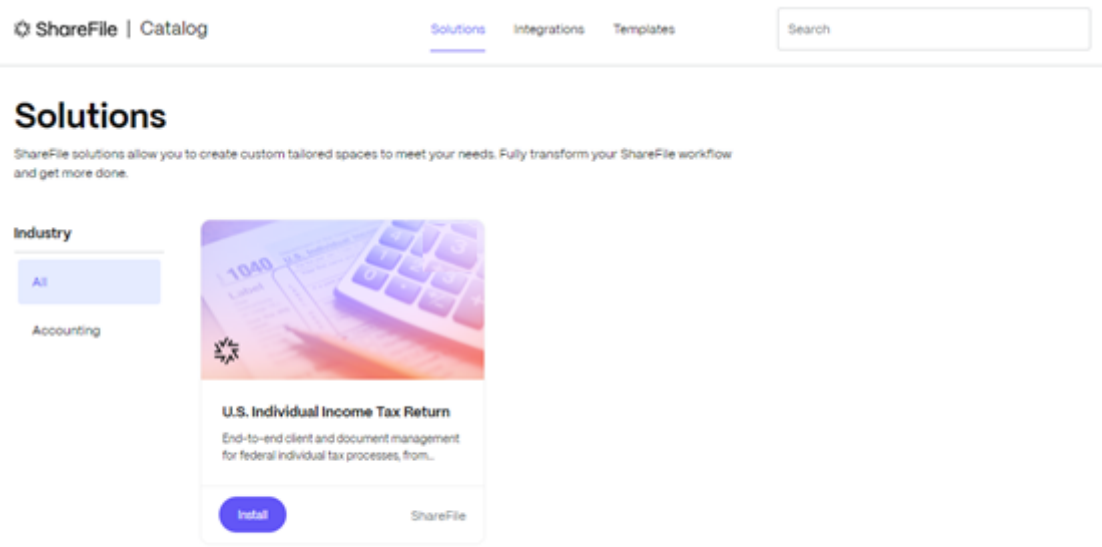 ShareFile | Catalog
Solutions
Integrations
Templates
Search
Solutions
ShareFile solutions allow you to create custom tailored spaces to meet your needs. Fully transform your ShareFile workflow
and get more done.
Industry
All
Accounting
1040 U.S. Individual
Label
U.S. Individual Income Tax Return
End-to-end client and document management
for federal individual tax processes, from...
Install
ShareFile